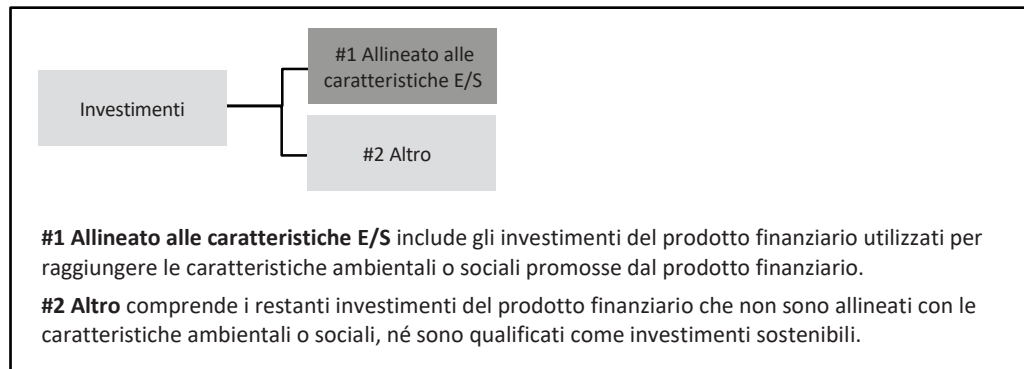 #1 Allineato alle
caratteristiche E/S
Investimenti
#2 Altro
#1 Allineato alle caratteristiche E/S include gli investimenti del prodotto finanziario utilizzati per
raggiungere le caratteristiche ambientali o sociali promosse dal prodotto finanziario.
#2 Altro comprende i restanti investimenti del prodotto finanziario che non sono allineati con le
caratteristiche ambientali o sociali, né sono qualificati come investimenti sostenibili.